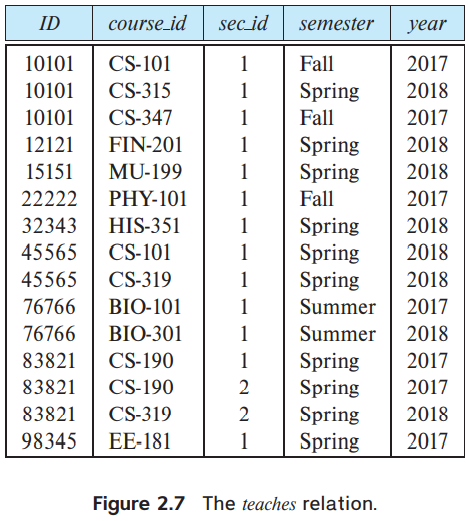 ID course_id sec_id semester year
10101 CS-101 1 Fall 2017
10101 CS-315 1 Spring 2018
10101 CS-347 1 Fall 2017
12121 FIN-201 1 Spring 2018
15151 MU-199 1 Spring 2018
22222 PHY-101 1 Fall 2017
32343 HIS-351 1 Spring 2018
45565 CS-101 1 Spring 2018
45565 CS-319 1 Spring 2018
76766 BIO-101 1 Summer 2017
76766 BIO-301 1 Summer 2018
83821 CS-190 1 Spring 2017
83821 CS-190 2 Spring 2017
83821 CS-319 2 Spring 2018
98345 EE-181 1 Spring 2017
Figure 2.7 The teaches relation.